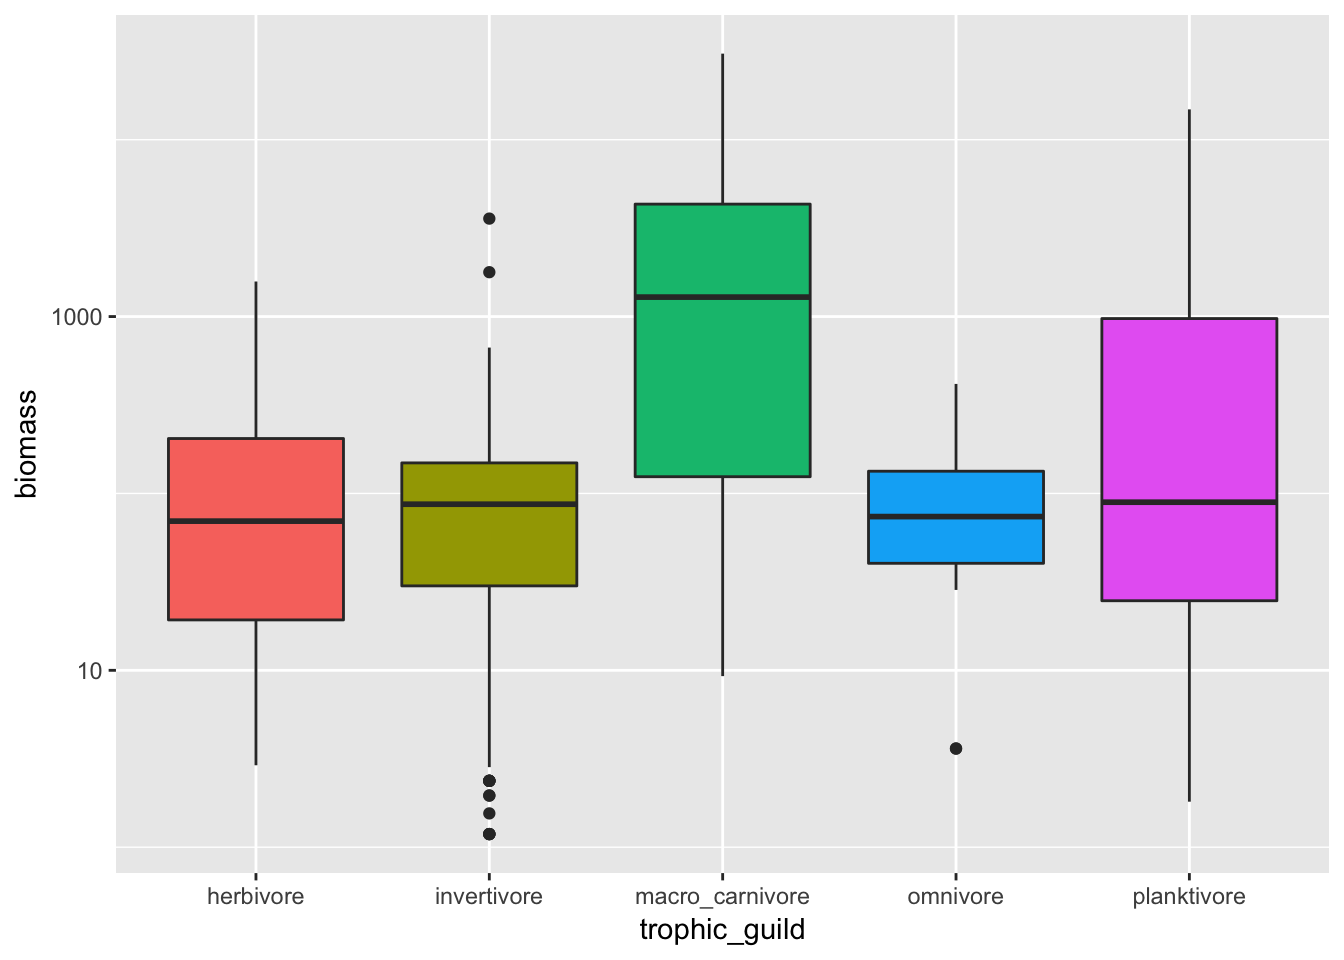 biomass
1000
10
herbivore
invertivore
macro_carnivore
omnivore
planktivore
trophic_guild